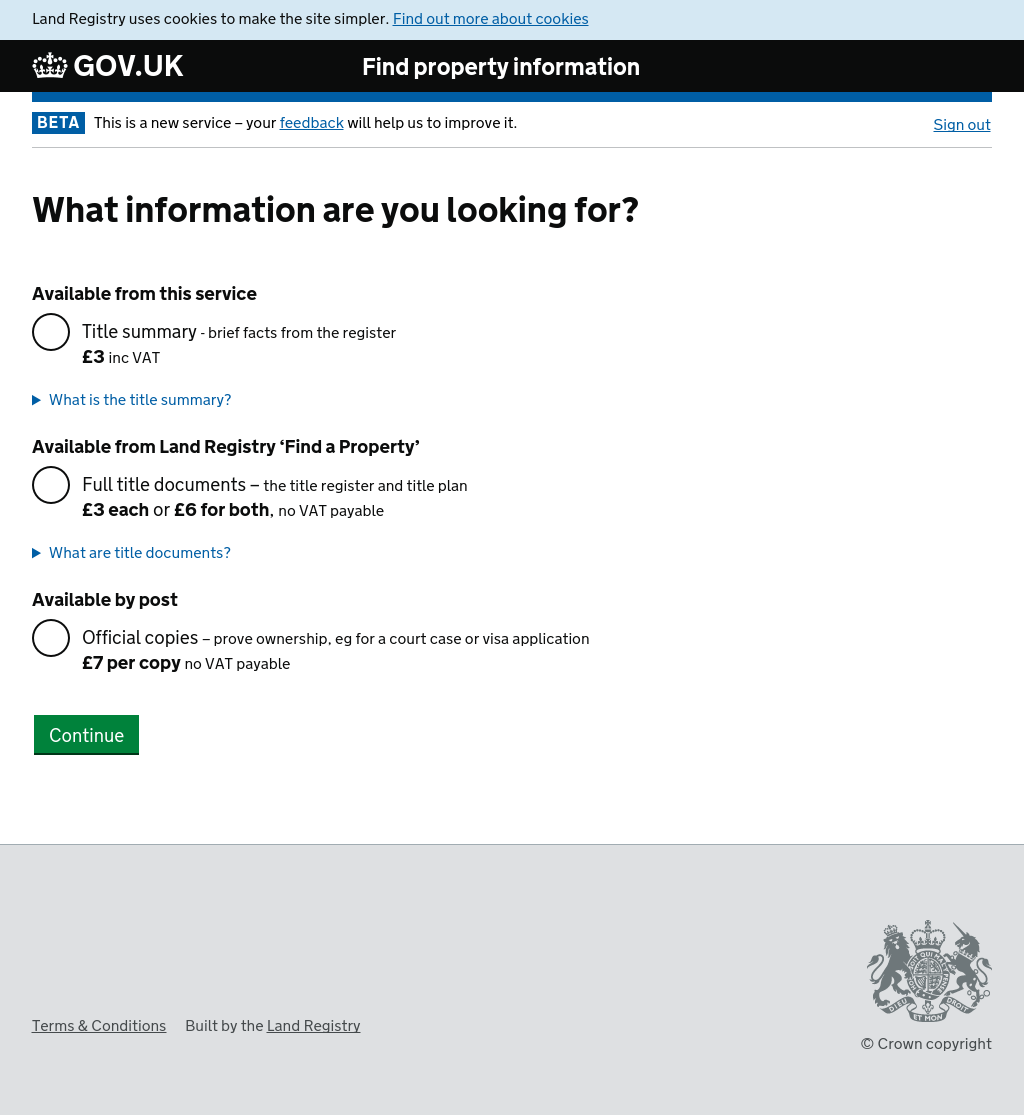 Land Registry uses cookies to make the site simpler. Find out more about cookies
GOV.UK
Find property information
BETA This is a new service – your feedback will help us to improve it.
Sign out
What information are you looking for?
Available from this service
Title summary - brief facts from the register
£3 inc VAT
What is the title summary?
Available from Land Registry ‘Find a Property’
Full title documents – the title register and title plan
£3 each or £6 for both, no VAT payable
What are title documents?
Available by post
Official copies – prove ownership, eg for a court case or visa application
£7 per copy no VAT payable
Continue
DIEU ET MON DROIT
Terms & Conditions Built by the Land Registry
© Crown copyright